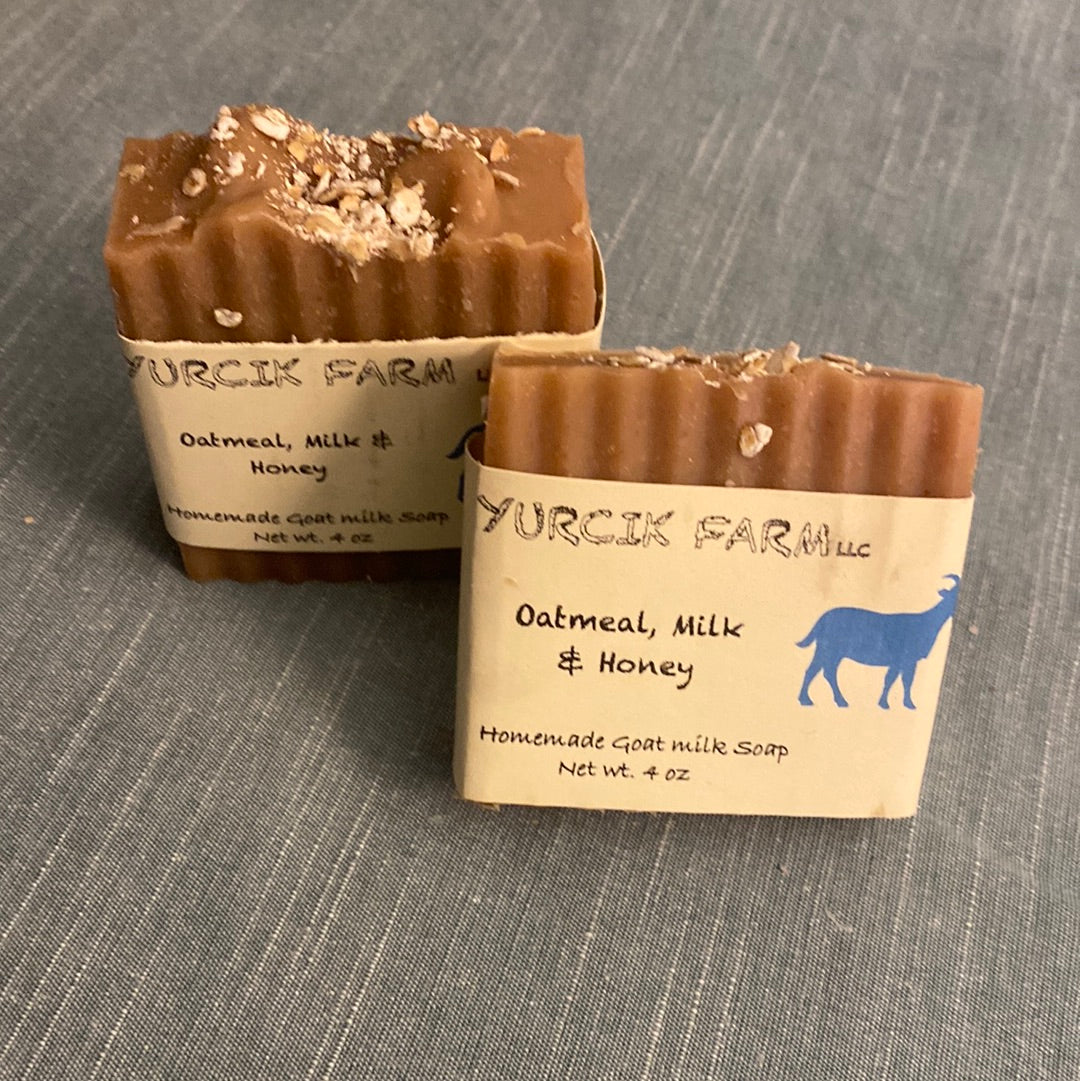 YURCIK FARM
Oatmeal, Milk &
Honey
Homemade Goat milk Soap
Net wt. 4 oz
YURCIK FARM LLC
Oatmeal, Milk
& Honey
Homemade Goat milk Soap
Net wt. 4 oz